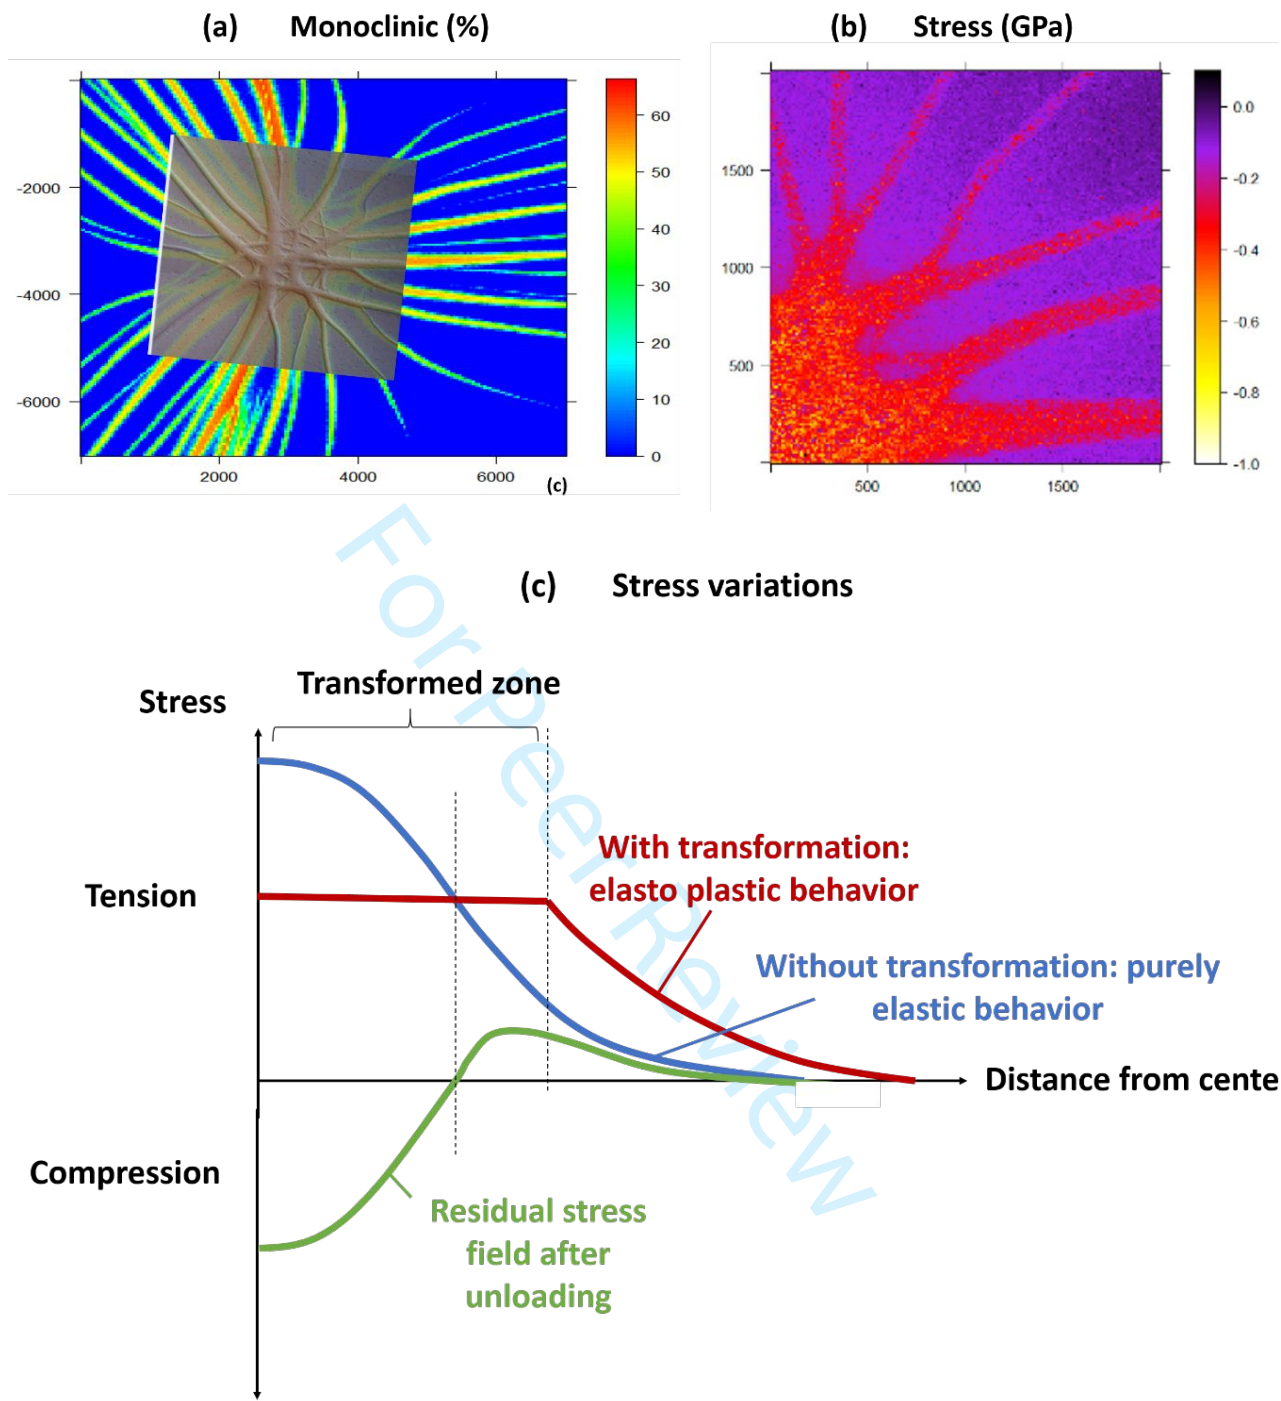 (a) Monoclinic (%)
-2000
-4000
-6000
2000 4000 6000
60
50
40
30
20
10
0
(c)
(b) Stress (GPa)
1500
1000
500
500 1000 1500
0.0
-0.2
-0.4
-0.6
-0.8
-1.0
(c) Stress variations
Transformed zone
Stress
Tension
Compression
With transformation:
elasto plastic behavior
Without transformation: purely
elastic behavior
Distance from cente
Residual stress
field after
unloading
For Peer Review